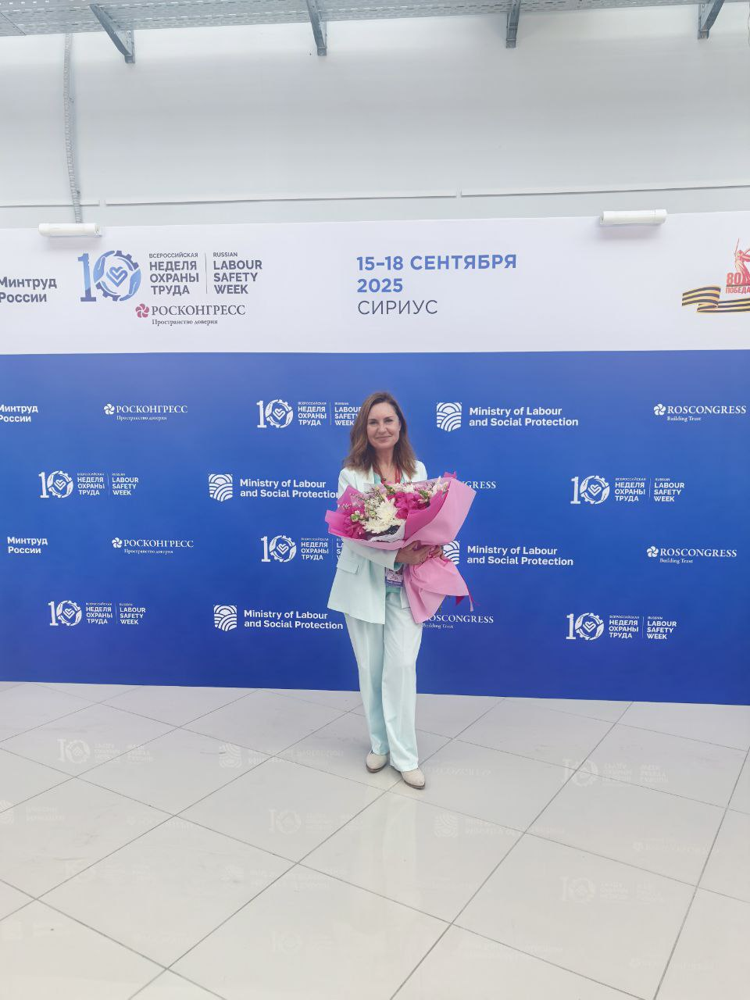 Минтруд
России
10
ВСЕРОССИЙСКАЯ
НЕДЕЛЯ
ОХРАНЫ
ТРУДА
RUSSIAN
LABOUR
SAFETY
WEEK
РОСКОНГРЕСС
Пространство доверия
15–18 СЕНТЯБРЯ
2025
СИРИУС
80
ПОБЕДА
Минтруд
России
РОСКОНГРЕСС
Пространство доверия
10
ВСЕРОССИЙСКАЯ
НЕДЕЛЯ
ОХРАНЫ
ТРУДА
RUSSIAN
LABOUR
SAFETY
WEEK
Ministry of Labour
and Social Protection
ROSCONGRESS
Building Trust
10
ВСЕРОССИЙСКАЯ
НЕДЕЛЯ
ОХРАНЫ
ТРУДА
RUSSIAN
LABOUR
SAFETY
WEEK
Ministry of Labour
and Social Protection
GRESS
10
ВСЕРОССИЙСКАЯ
НЕДЕЛЯ
ОХРАНЫ
ТРУДА
RUSSIAN
LABOUR
SAFETY
WEEK
Минтруд
России
РОСКОНГРЕСС
Пространство доверия
10
ВСЕРОССИЙСКАЯ
НЕДЕЛЯ
ОХРАНЫ
ТРУДА
Ministry of Labour
and Social Protection
ROSCONGRESS
Building Trust
10
ВСЕРОССИЙСКАЯ
НЕДЕЛЯ
ОХРАНЫ
ТРУДА
RUSSIAN
LABOUR
SAFETY
WEEK
Ministry of Labour
and Social Protection
OSCONGRESS
Building Trust
10
ВСЕРОССИЙСКАЯ
НЕДЕЛЯ
ОХРАНЫ
ТРУДА
RUSSIAN
LABOUR
SAFETY
WEEK